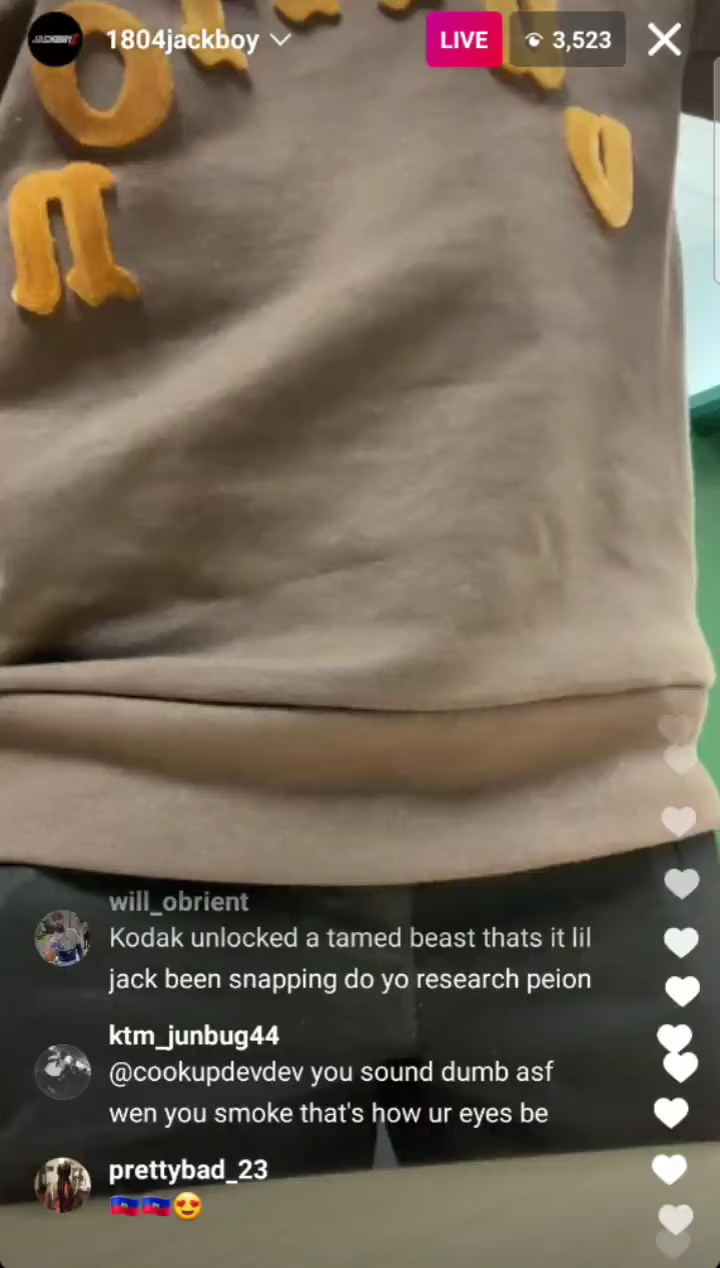 1804jackboy
LIVE
3,523
will_obrient
Kodak unlocked a tamed beast thats it lil
jack been snapping do yo research peion
ktm_junbug44
@cookupdevdev you sound dumb asf
wen you smoke that's how ur eyes be
prettybad_23
🇭🇹🇭🇹😍